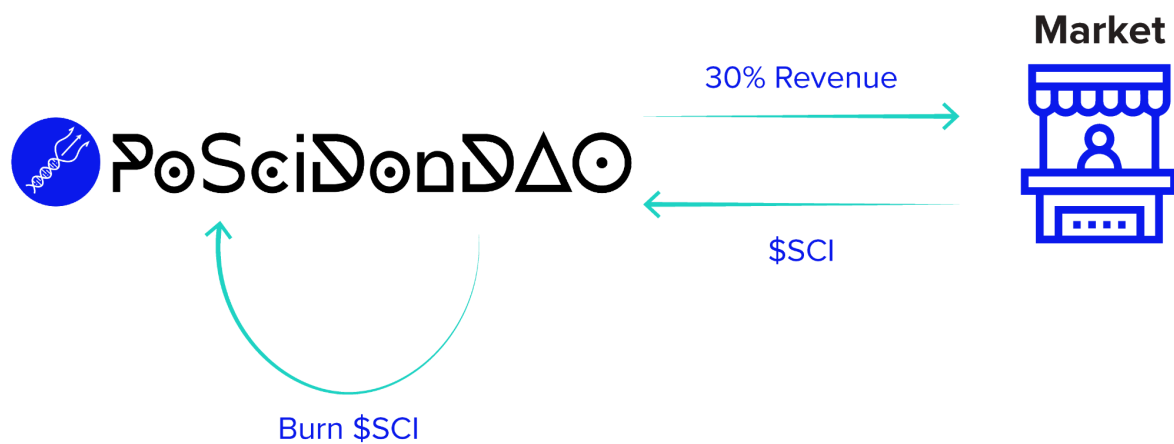 Market
30% Revenue
PoSciDonDAO
$SCI
Burn $SCI